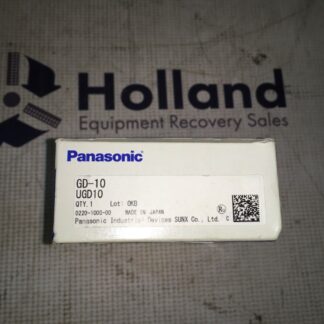 Holland
Equipment Recovery Sales
Panasonic
GD-10
UGD10
QTY.1 Lot: OKB
0220-1000-00 MADE IN JAPAN
Panasonic Industrial Devices SUNX Co., Ltd. C